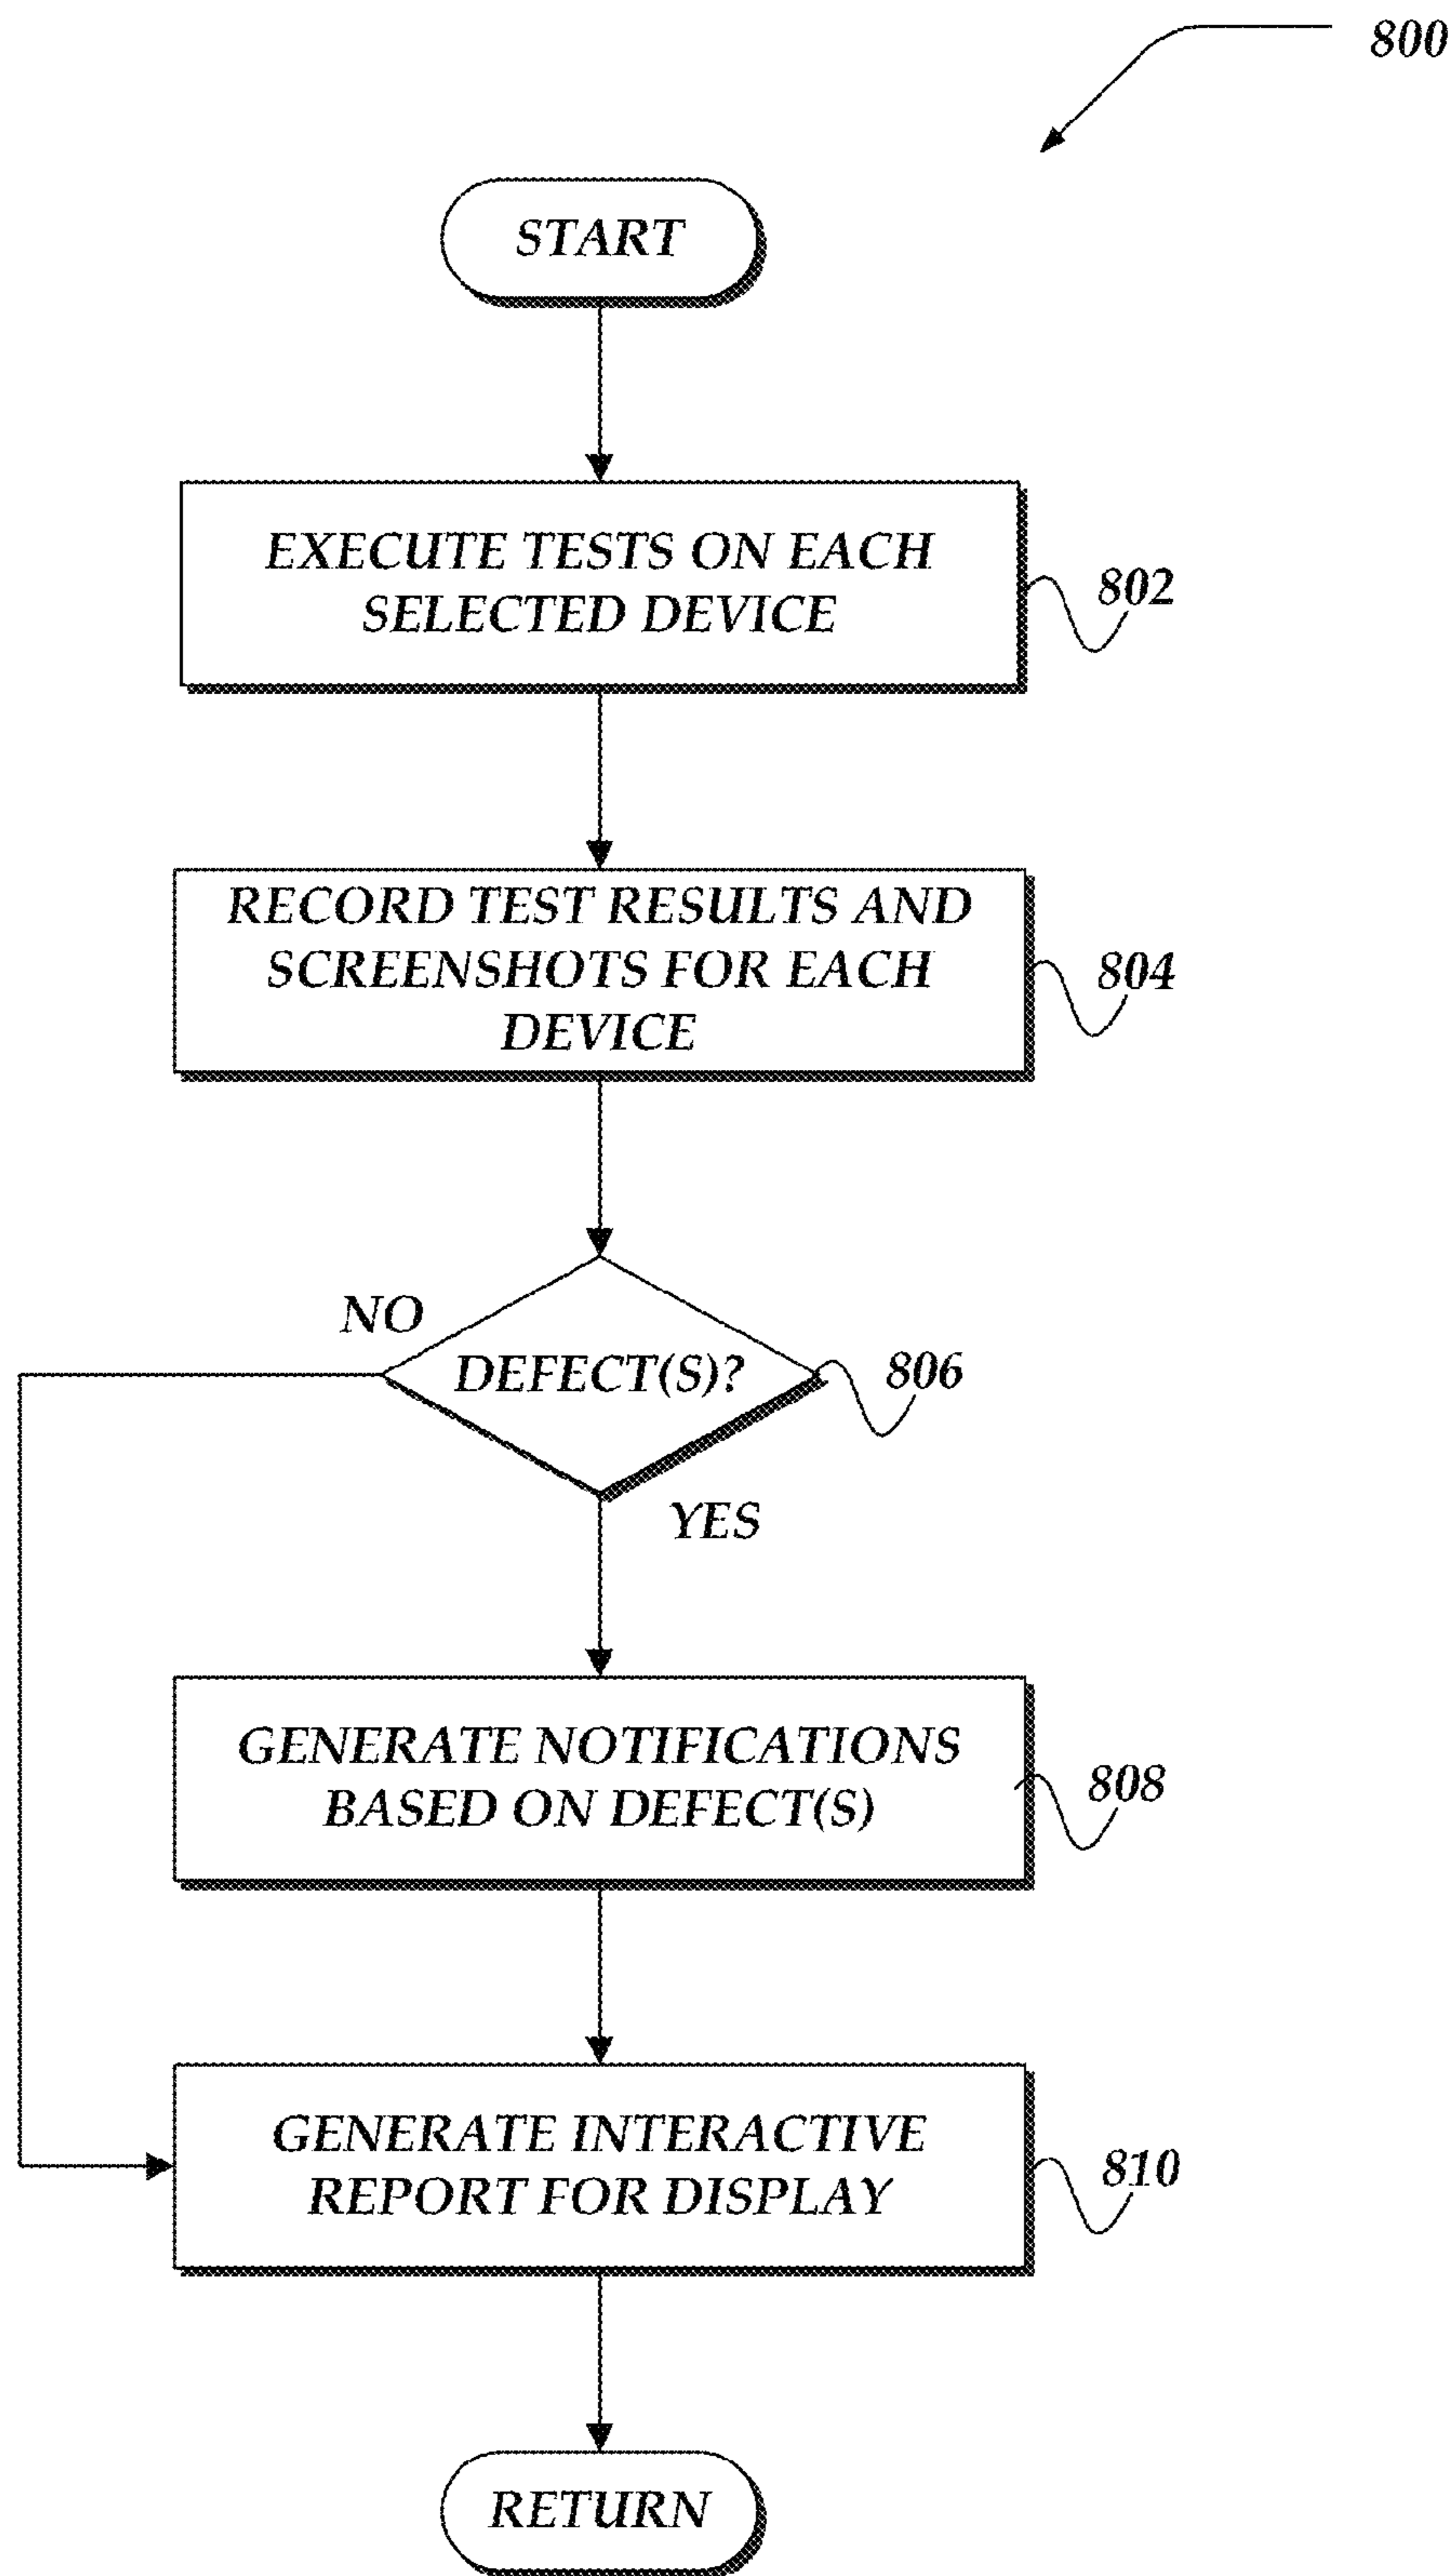 800
START
EXECUTE TESTS ON EACH
SELECTED DEVICE
802
RECORD TEST RESULTS AND
SCREENSHOTS FOR EACH
DEVICE
804
NO
DEFECT(S)?
806
YES
GENERATE NOTIFICATIONS
BASED ON DEFECT(S)
808
GENERATE INTERACTIVE
REPORT FOR DISPLAY
810
RETURN